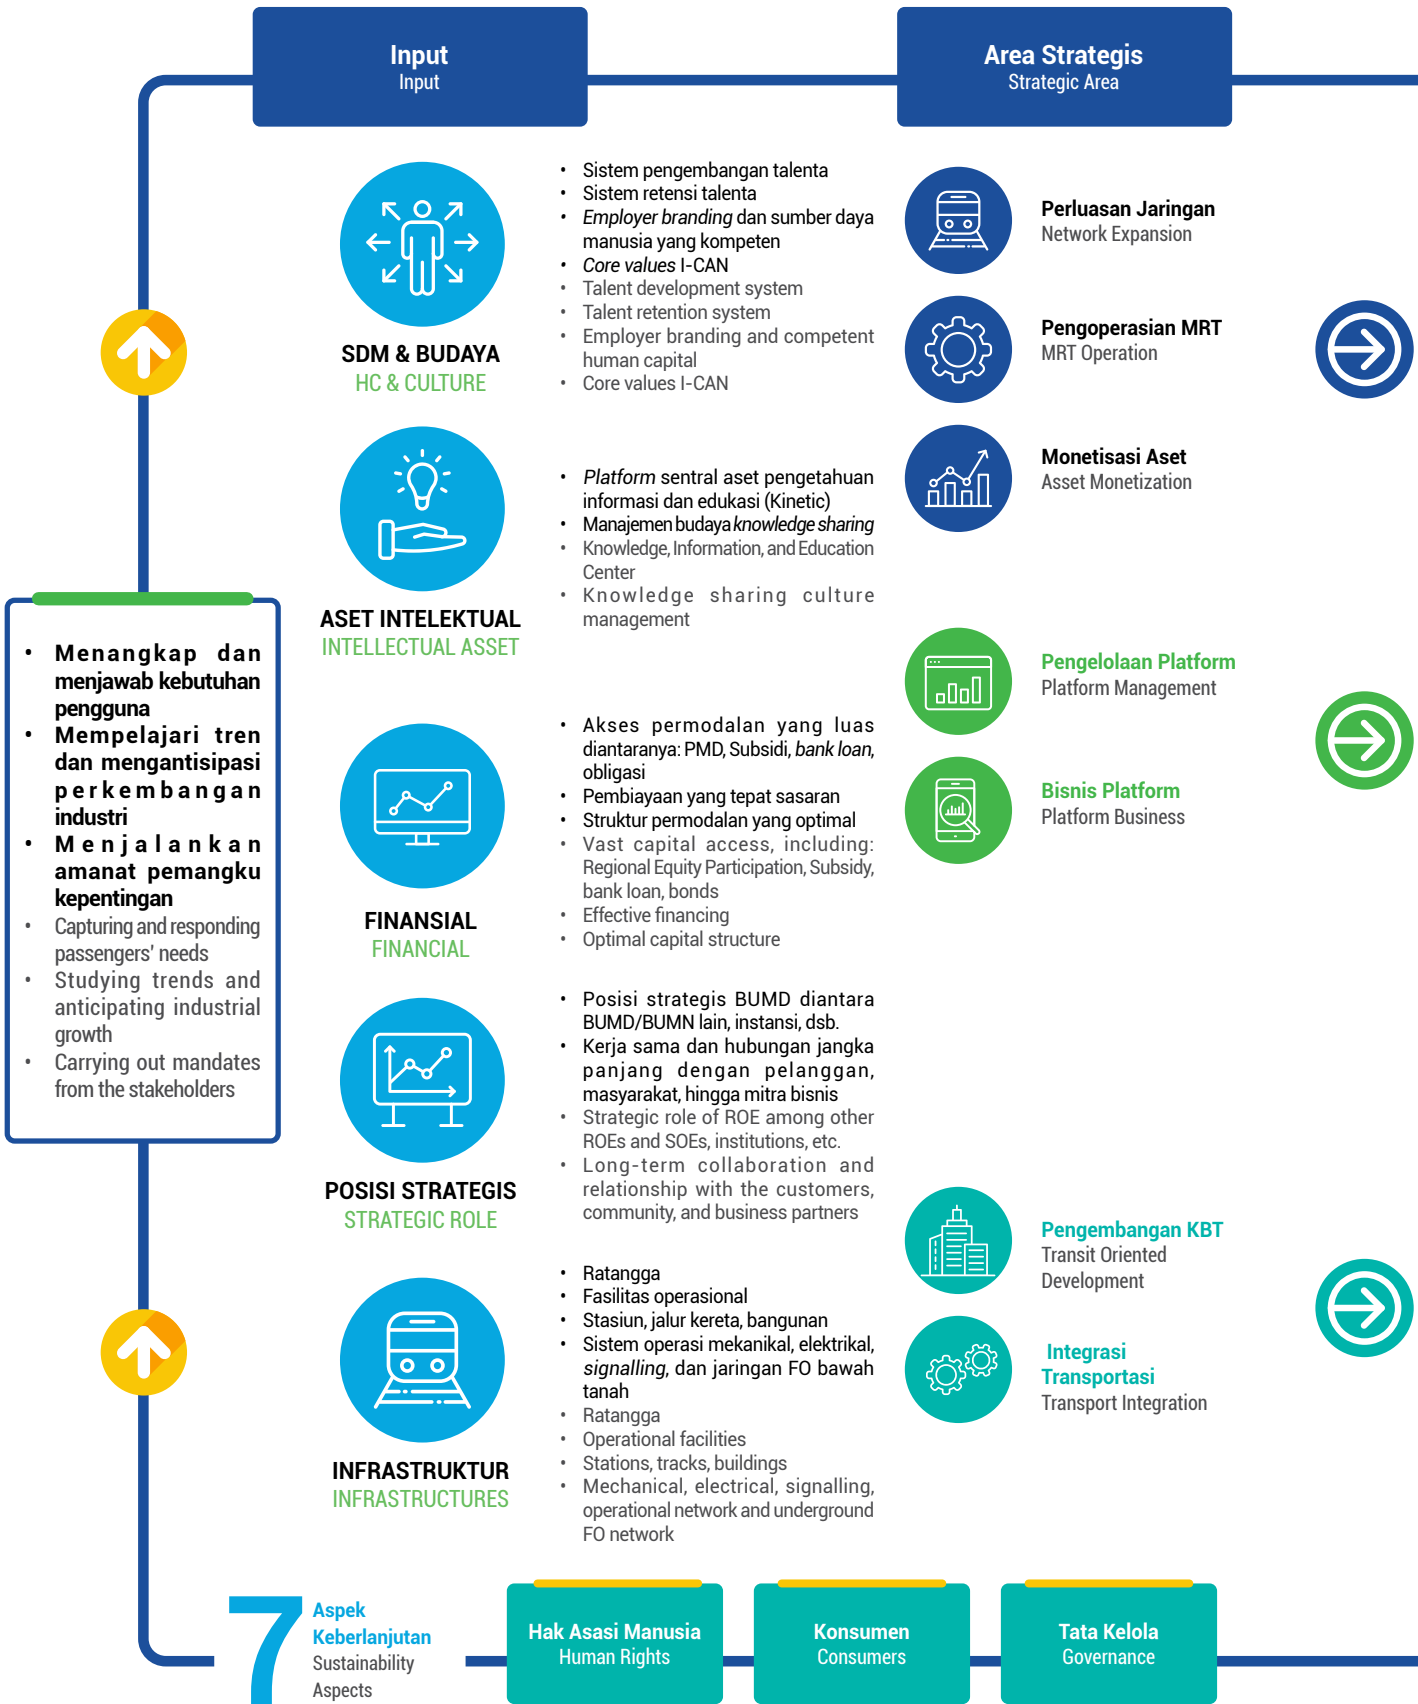 Input
Input
Area Strategis
Strategic Area
• Menangkap dan
menjawab kebutuhan
pengguna
• Mempelajari tren
dan mengantisipasi
perkembangan
industri
• Menjalankan
amanat pemangku
kepentingan
• Capturing and responding
passengers' needs
• Studying trends and
anticipating industrial
growth
• Carrying out mandates
from the stakeholders
SDM & BUDAYA
HC & CULTURE
• Sistem pengembangan talenta
• Sistem retensi talenta
• Employer branding dan sumber daya
manusia yang kompeten
• Core values I-CAN
• Talent development system
• Talent retention system
• Employer branding and competent
human capital
• Core values I-CAN
ASET INTELEKTUAL
INTELLECTUAL ASSET
• Platform sentral aset pengetahuan
informasi dan edukasi (Kinetic)
• Manajemen budaya knowledge sharing
• Knowledge, Information, and Education
Center
• Knowledge sharing culture
management
FINANSIAL
FINANCIAL
• Akses permodalan yang luas
diantaranya: PMD, Subsidi, bank loan,
obligasi
• Pembiayaan yang tepat sasaran
• Struktur permodalan yang optimal
• Vast capital access, including:
Regional Equity Participation, Subsidy,
bank loan, bonds
• Effective financing
• Optimal capital structure
POSISI STRATEGIS
STRATEGIC ROLE
• Posisi strategis BUMD diantara
BUMD/BUMN lain, instansi, dsb.
• Kerja sama dan hubungan jangka
panjang dengan pelanggan,
masyarakat, hingga mitra bisnis
• Strategic role of ROE among other
ROEs and SOEs, institutions, etc.
• Long-term collaboration and
relationship with the customers,
community, and business partners
INFRASTRUKTUR
INFRASTRUCTURES
• Ratangga
• Fasilitas operasional
• Stasiun, jalur kereta, bangunan
• Sistem operasi mekanikal, elektrikal,
signalling, dan jaringan FO bawah
tanah
• Ratangga
• Operational facilities
• Stations, tracks, buildings
• Mechanical, electrical, signalling,
operational network and underground
FO network
Perluasan Jaringan
Network Expansion
Pengoperasian MRT
MRT Operation
Monetisasi Aset
Asset Monetization
Pengelolaan Platform
Platform Management
Bisnis Platform
Platform Business
Pengembangan KBT
Transit Oriented
Development
Integrasi
Transportasi
Transport Integration
7
Aspek
Keberlanjutan
Sustainability
Aspects
Hak Asasi Manusia
Human Rights
Konsumen
Consumers
Tata Kelola
Governance